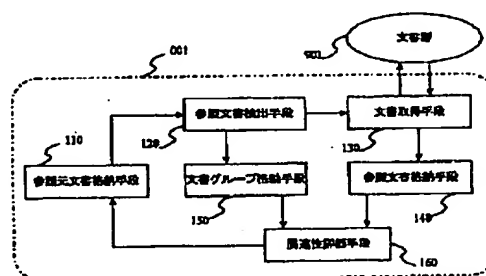 001
900
文書群
110
参照文書検出手段
120
文書取得手段
130
参照元文書格納手段
文書グループ格納手段
150
参照文書格納手段
140
関連性評価手段
160